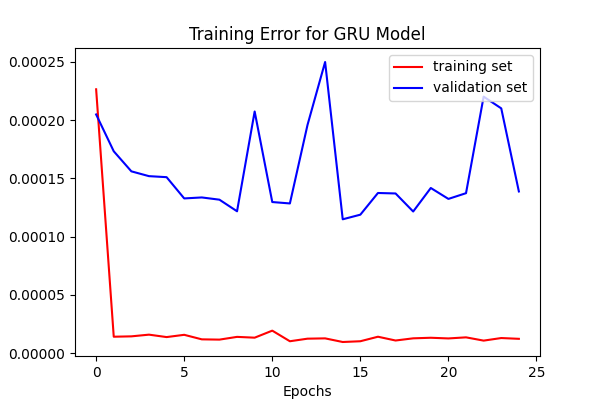 Training Error for GRU Model
0.00025
0.00020
0.00015
0.00010
0.00005
0.00000
training set
validation set
0 5 10 15 20 25
Epochs